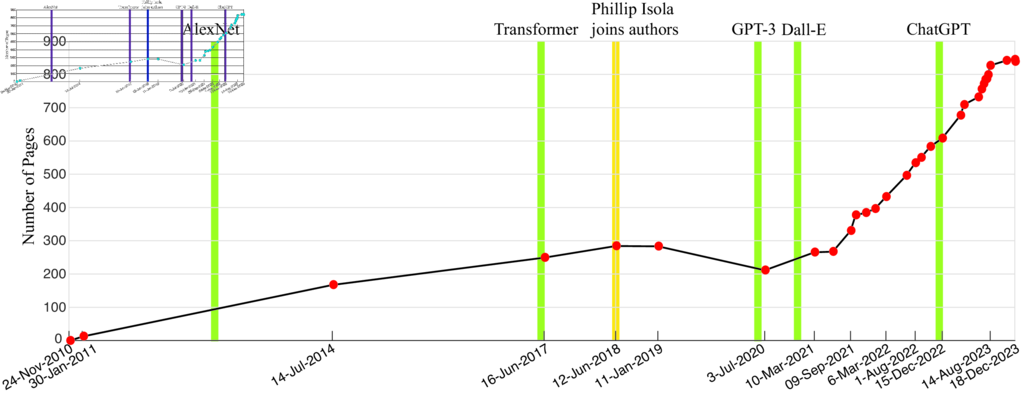 Phillip Isola
AlexNet
Transformer
joins authors
GPT-3
Dall-E
ChatGPT
Number of Pages
900
800
700
600
500
400
300
200
100
0
24-Nov-2010
30-Jan-2011
14-Jul-2014
16-Jun-2017
12-Jun-2018
11-Jan-2019
3-Jul-2020
10-Mar-2021
09-Sep-2021
6-Mar-2022
1-Aug-2022
15-Dec-2022
14-Aug-2023
18-Dec-2023